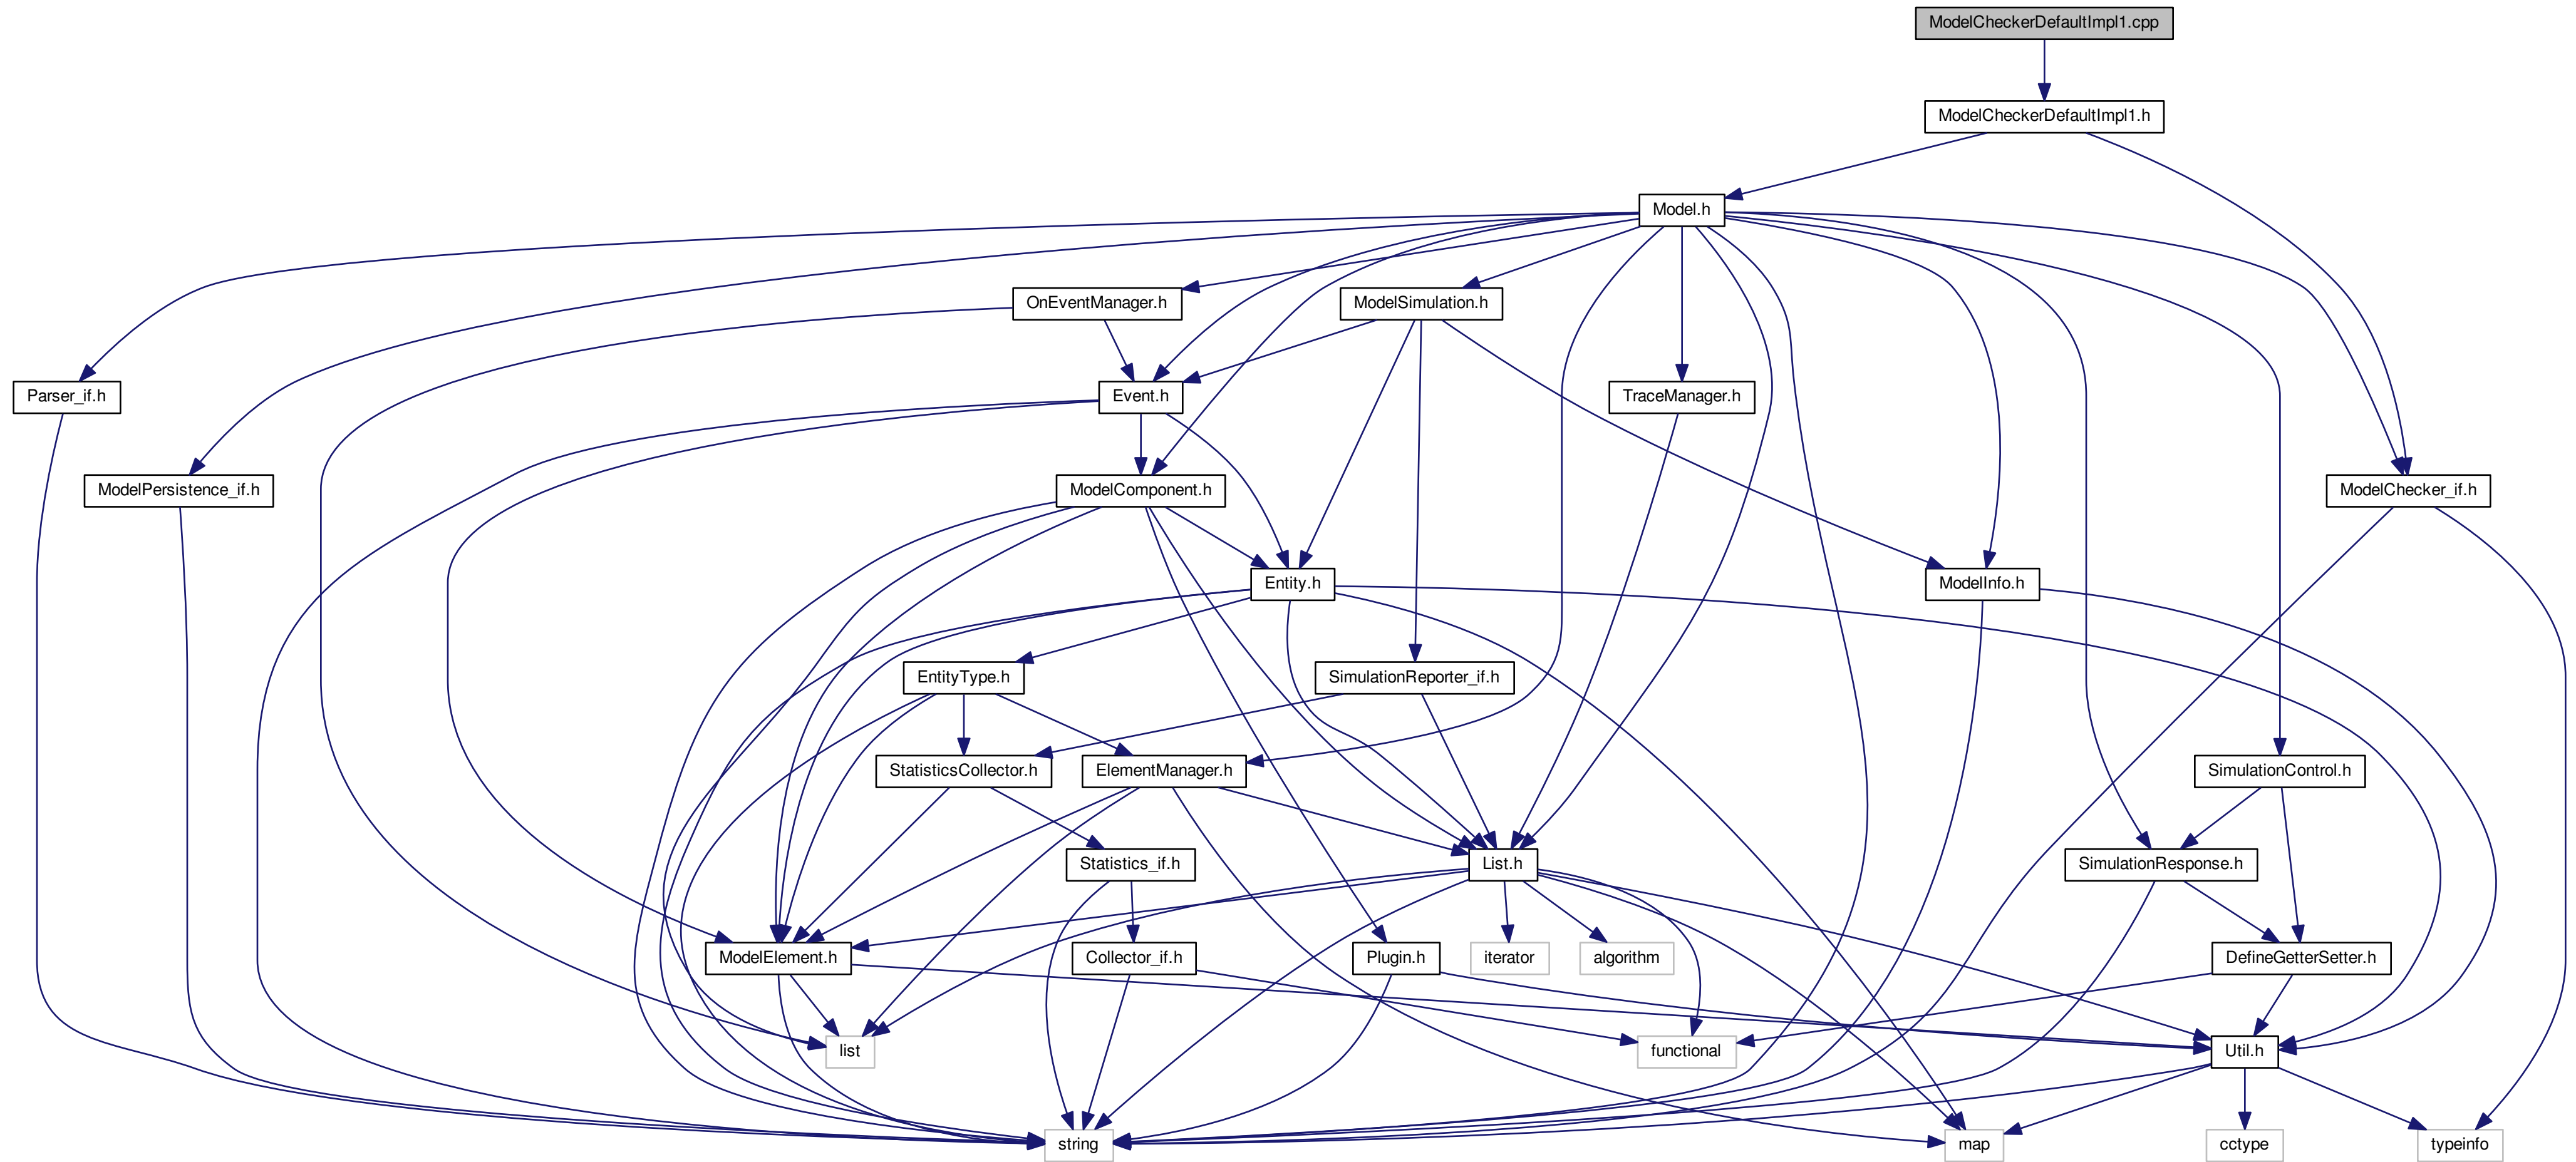 ModelCheckerDefaultImpl1.cpp
ModelCheckerDefaultImpl1.h
Model.h
OnEventManager.h
ModelSimulation.h
Parser_if.h
Event.h
TraceManager.h
ModelPersistence_if.h
ModelComponent.h
ModelChecker_if.h
Entity.h
ModelInfo.h
EntityType.h
SimulationReporter_if.h
StatisticsCollector.h
ElementManager.h
SimulationControl.h
Statistics_if.h
List.h
SimulationResponse.h
ModelElement.h
Collector_if.h
Plugin.h
iterator
algorithm
DefineGetterSetter.h
list
functional
Util.h
string
map
cctype
typeinfo